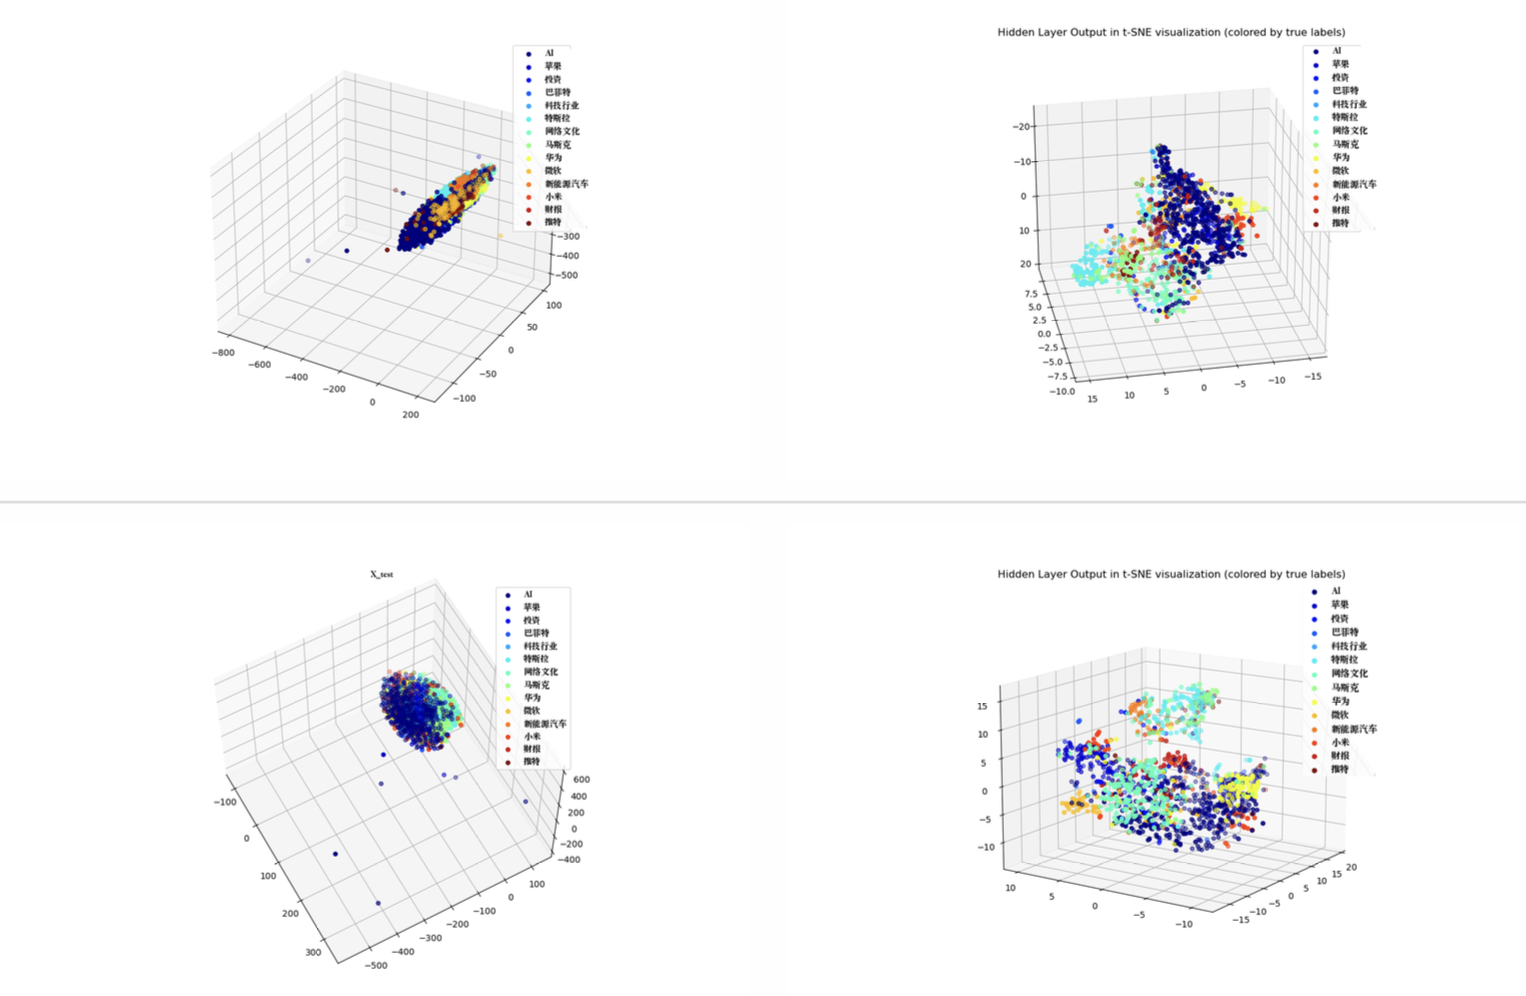 AI
苹果
投资
巴菲特
科技行业
特斯拉
网络文化
马斯克
华为
微软
新能源汽车
小米
财报
推特
−300
−400
−500
100
50
0
−50
−100
−800
−600
−400
−200
0
200
Hidden Layer Output in t-SNE visualization (colored by true labels)
AI
苹果
投资
巴菲特
科技行业
特斯拉
网络文化
马斯克
华为
微软
新能源汽车
小米
财报
推特
−20
−10
0
10
20
7.5
5.0
2.5
0.0
−2.5
−5.0
−7.5
−10.0
15
10
5
0
−5
−10
−15
X_test
AI
苹果
投资
巴菲特
科技行业
特斯拉
网络文化
马斯克
华为
微软
新能源汽车
小米
财报
推特
600
400
200
0
−200
−400
−100
0
100
200
300
100
0
−100
−200
−300
−400
−500
Hidden Layer Output in t-SNE visualization (colored by true labels)
AI
苹果
投资
巴菲特
科技行业
特斯拉
网络文化
马斯克
华为
微软
新能源汽车
小米
财报
推特
15
10
5
0
−5
−10
10
5
0
−5
−10
20
15
10
5
0
−5
−10
−15